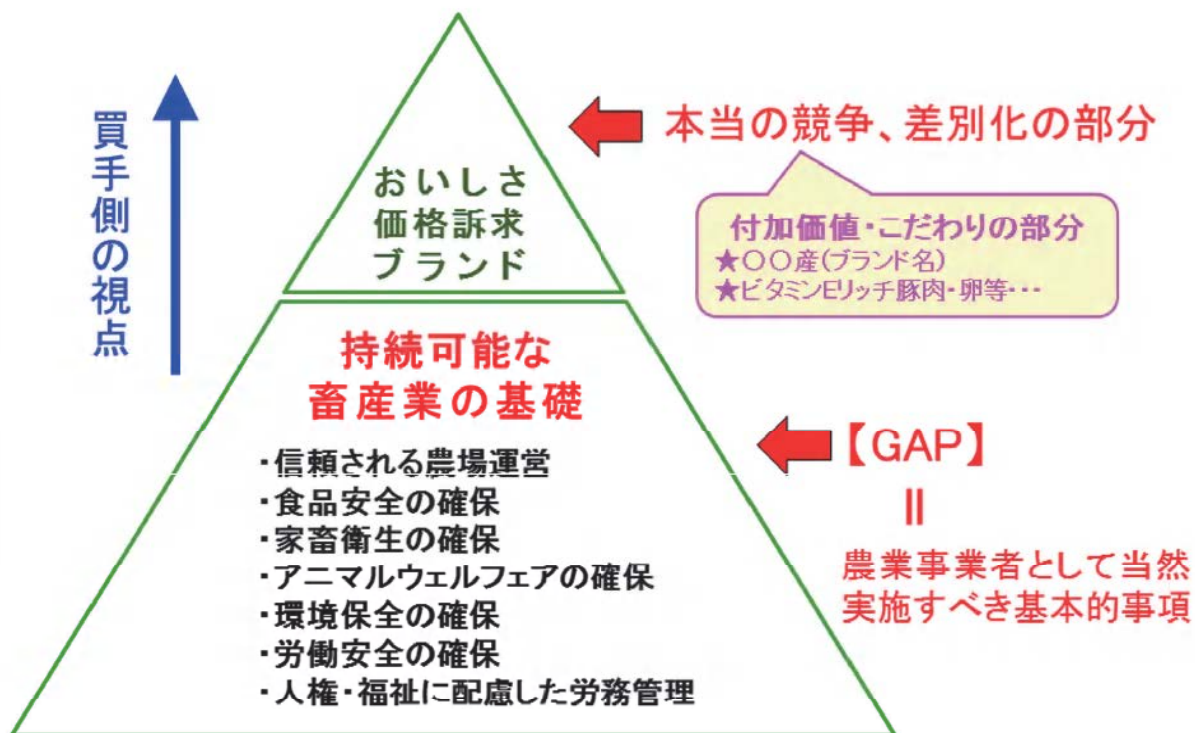 買手側の視点
おいしさ
価格訴求
ブランド
本当の競争、差別化の部分
付加価値・こだわりの部分
★〇〇産(ブランド名)
★ビタミンEリッチ豚肉・卵等・・・
持続可能な
畜産業の基礎
・信頼される農場運営
・食品安全の確保
・家畜衛生の確保
・アニマルウェルフェアの確保
・環境保全の確保
・労働安全の確保
・人権・福祉に配慮した労務管理
【GAP】
॥
農業事業者として当然
実施すべき基本的事項